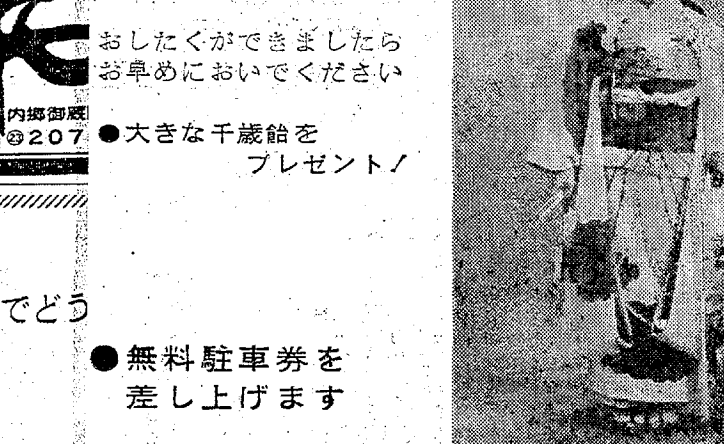 おしたくができましたら
お早めにおいでください
●大きな千歳飴を
プレゼント!
●無料駐車券を
差し上げます
内郷御厩
㉓207
でどう